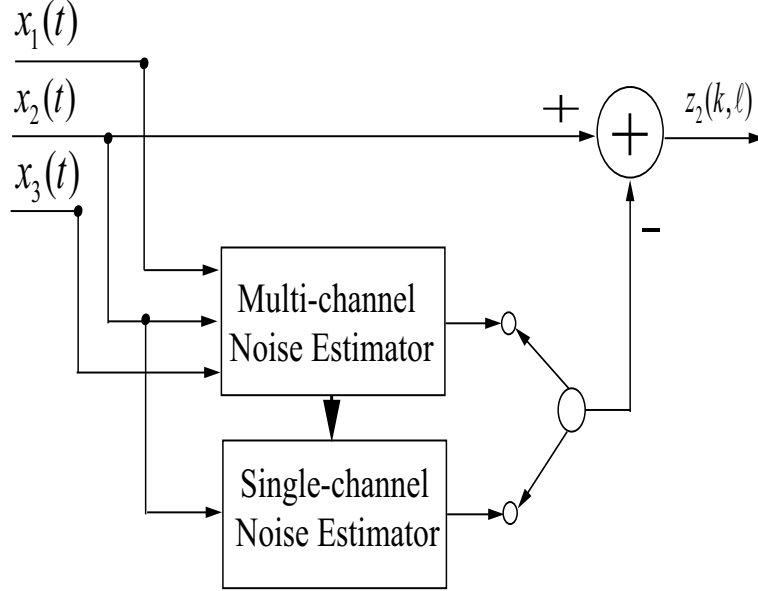 x₁(t)
x₂(t)
x₃(t)
+
+
z₂(k,ℓ)
-
Multi-channel
Noise Estimator
Single-channel
Noise Estimator